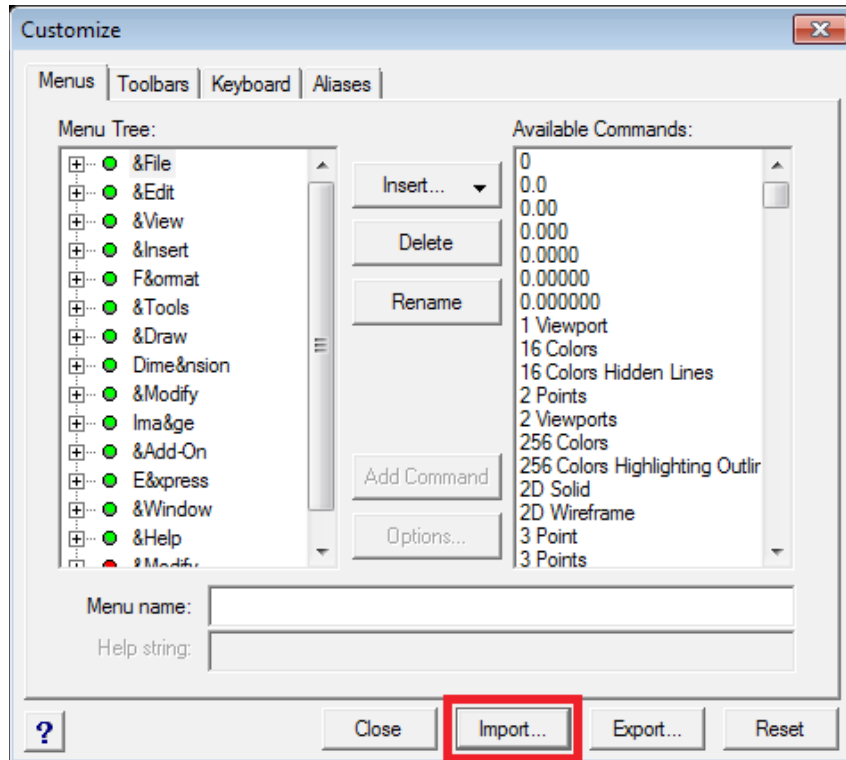 Customize
Menus Toolbars Keyboard Aliases
Menu Tree:
&File
&Edit
&View
&Insert
F&ormat
&Tools
&Draw
Dime&nsion
&Modify
Ima&ge
&Add-On
E&xpress
&Window
&Help
&Modify
Insert...
Delete
Rename
Add Command
Options...
Available Commands:
0
0.0
0.00
0.000
0.0000
0.00000
0.000000
1 Viewport
16 Colors
16 Colors Hidden Lines
2 Points
2 Viewports
256 Colors
256 Colors Highlighting Outlir
2D Solid
2D Wireframe
3 Point
3 Points
Menu name:
Help string:
? Close Import... Export... Reset